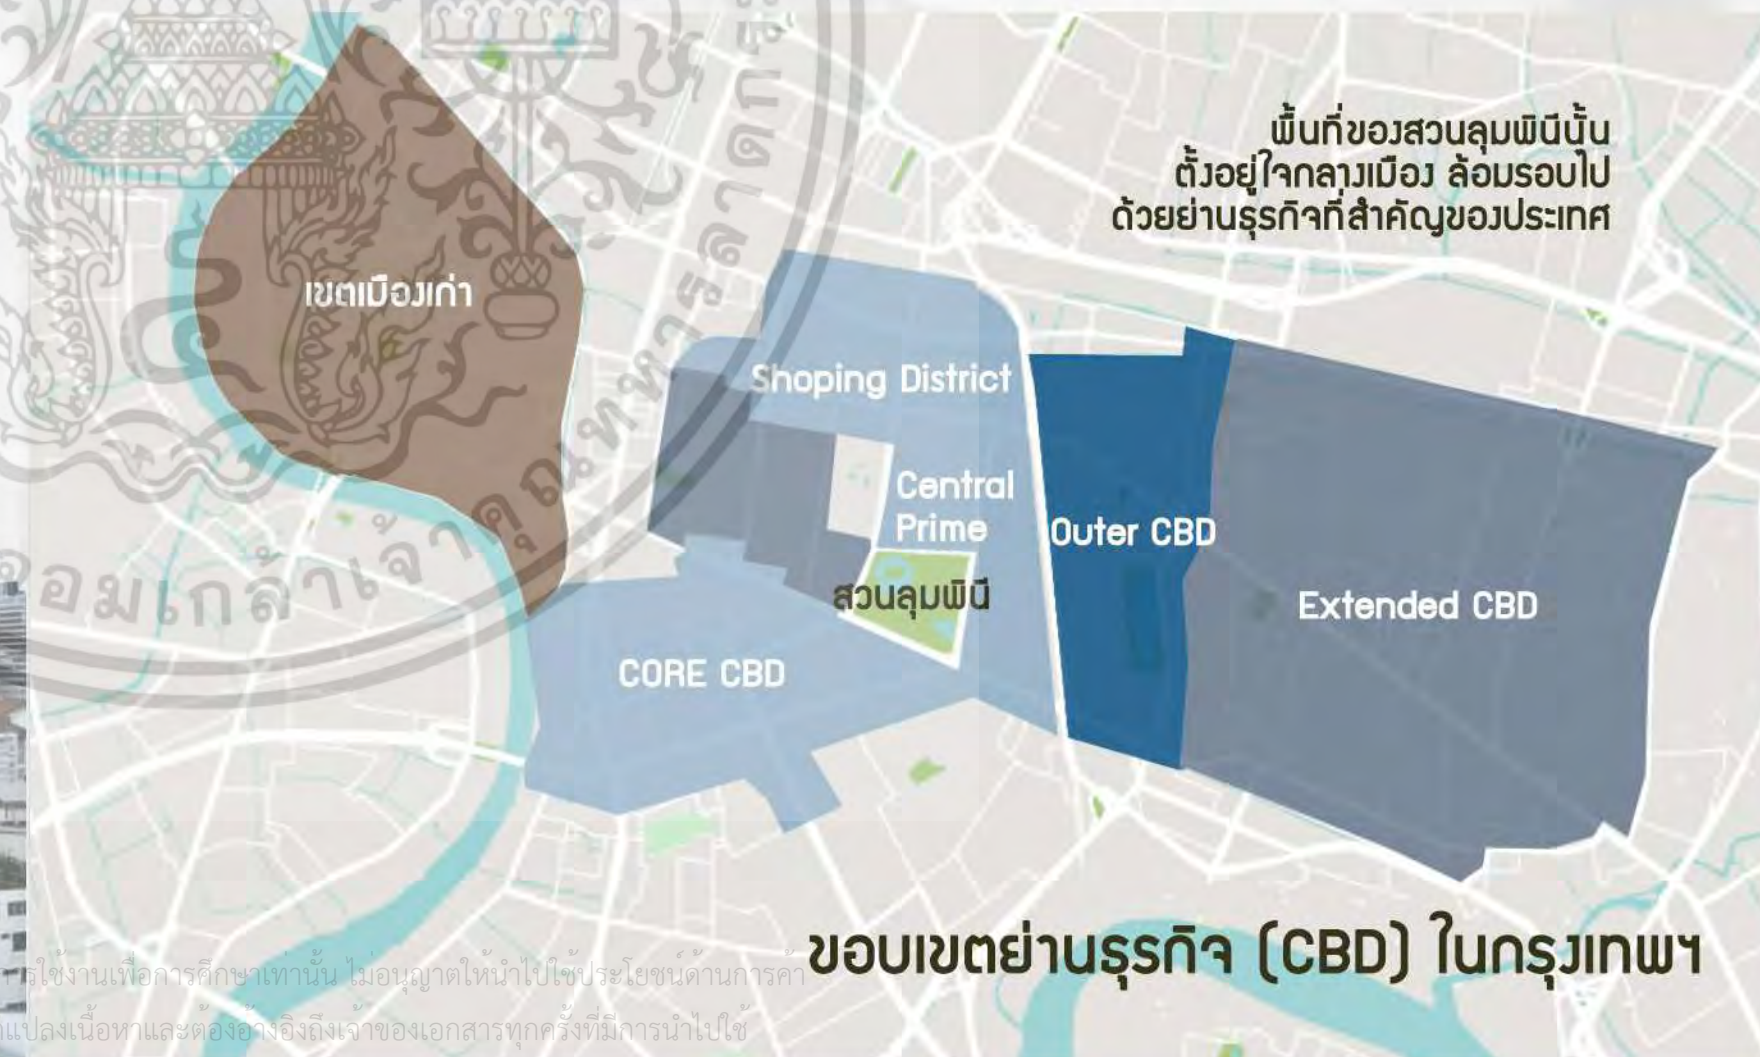 พื้นที่ของสวนลุมพินีนั้น
ตั้งอยู่ใจกลางเมือง ล้อมรอบไป
ด้วยย่านธุรกิจที่สำคัญของประเทศ
เขตเมืองเก่า
Shoping District
Central
Prime
Outer CBD
สวนลุมพินี
Extended CBD
CORE CBD
ขอบเขตย่านธุรกิจ (CBD) ในกรุงเทพฯ
ใช้งานเพื่อการศึกษาเท่านั้น ไม่อนุญาตให้นำไปใช้ประโยชน์ด้านการค้า
แปลงเนื้อหาและต้องอ้างอิงถึงเจ้าของเอกสารทุกครั้งที่มีการนำไปใช้